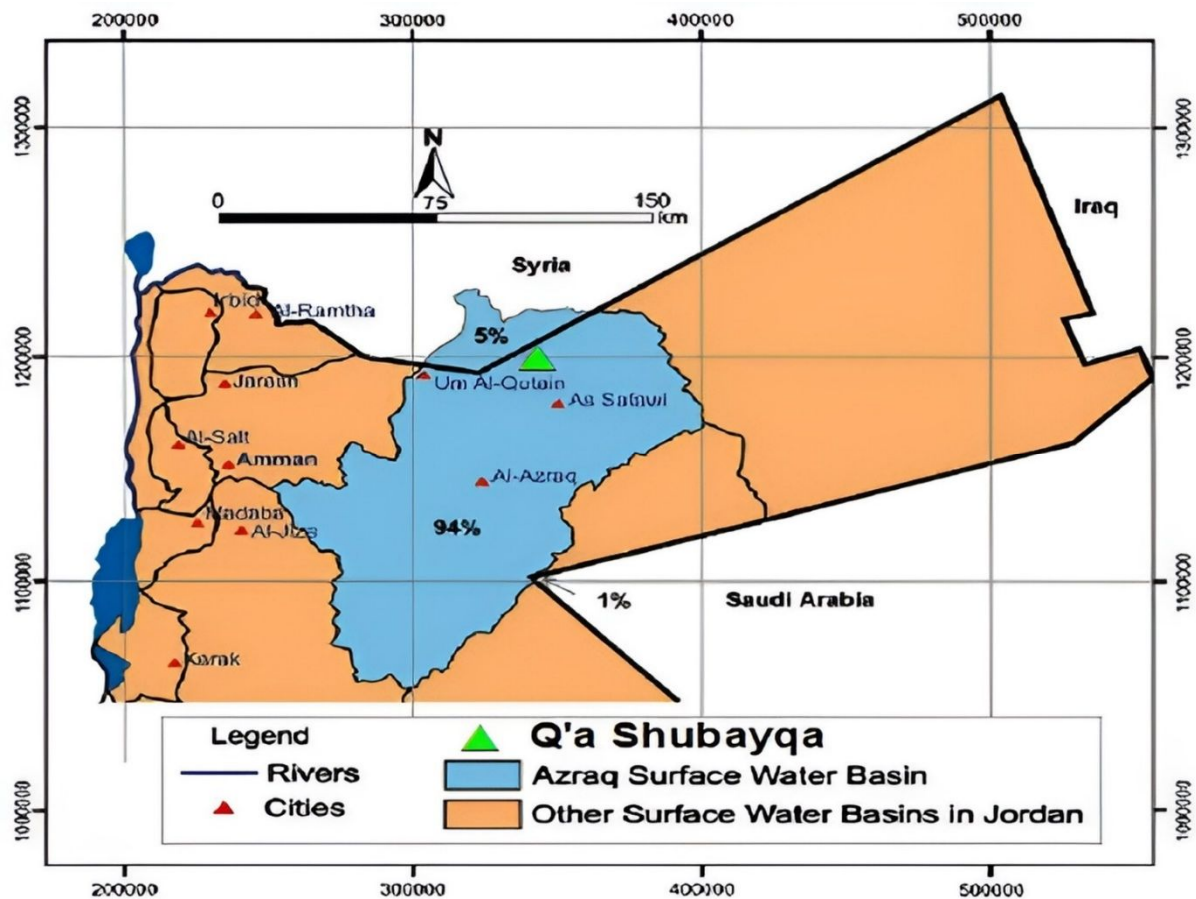 200000 300000 400000 500000
1300000 1300000
N
0 75 150
km
Iraq
Syria
Irbid Al-Ramtha
5%
1200000 1200000
Jarash
Um Al-Qutain
As Safawi
Al-Salt
Amman
Al-Azraq
Madaba
Al-Jiza
94%
1100000 1100000
1%
Saudi Arabia
Karak
Legend
Q'a Shubayqa
Rivers
Azraq Surface Water Basin
Cities
Other Surface Water Basins in Jordan
1000000 1000000
200000 300000 400000 500000